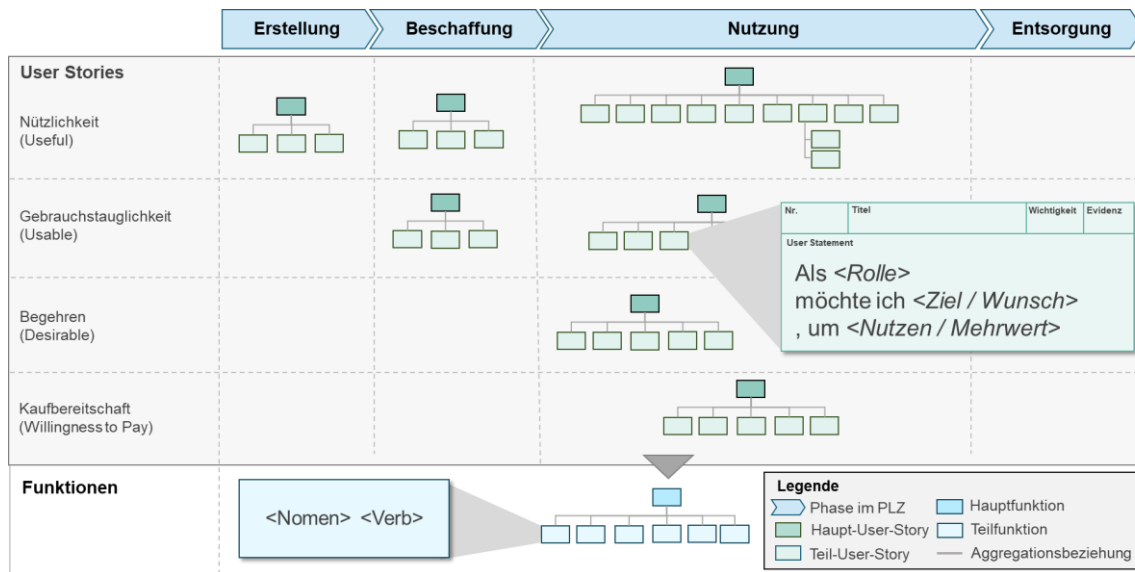 Erstellung
Beschaffung
Nutzung
Entsorgung
User Stories
Nützlichkeit
(Useful)
Gebrauchstauglichkeit
(Usable)
Nr.
Titel
Wichtigkeit
Evidenz
User Statement
Als <Rolle>
möchte ich <Ziel / Wunsch>
, um <Nutzen / Mehrwert>
Begehren
(Desirable)
Kaufbereitschaft
(Willingness to Pay)
Funktionen
<Nomen> <Verb>
Legende
Phase im PLZ
Hauptfunktion
Haupt-User-Story
Teilfunktion
Teil-User-Story
Aggregationsbeziehung